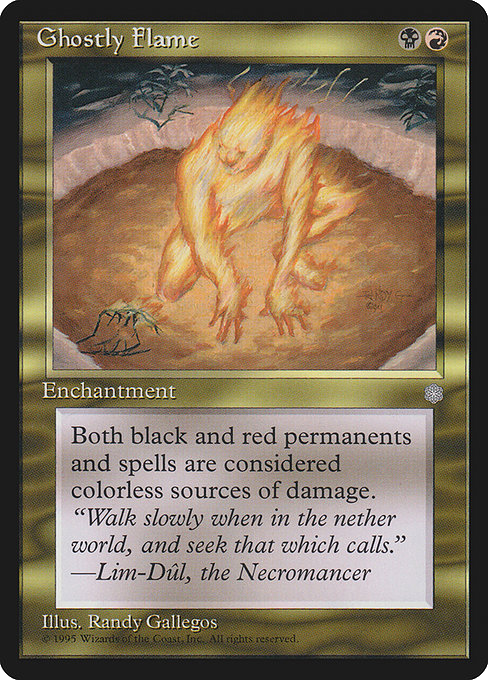 Ghostly Flame
Enchantment
Both black and red permanents
and spells are considered
colorless sources of damage.
“Walk slowly when in the nether
world, and seek that which calls.”
—Lim-Dûl, the Necromancer
Illus. Randy Gallegos
© 1995 Wizards of the Coast, Inc. All rights reserved.